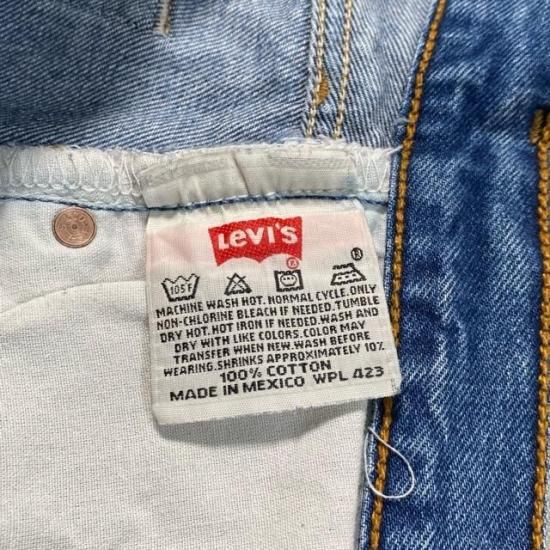 LEVI'S
®
105F
MACHINE WASH HOT. NORMAL CYCLE.ONLY
NON-CHLORINE BLEACH IF NEEDED.TUMBLE
DRY HOT. HOT IRON IF NEEDED.WASH AND
DRY WITH LIKE COLORS.COLOR MAY
TRANSFER WHEN NEW.WASH BEFORE
WEARING.SHRINKS APPROXIMATELY 10%
100% COTTON
MADE IN MEXICO WPL 423